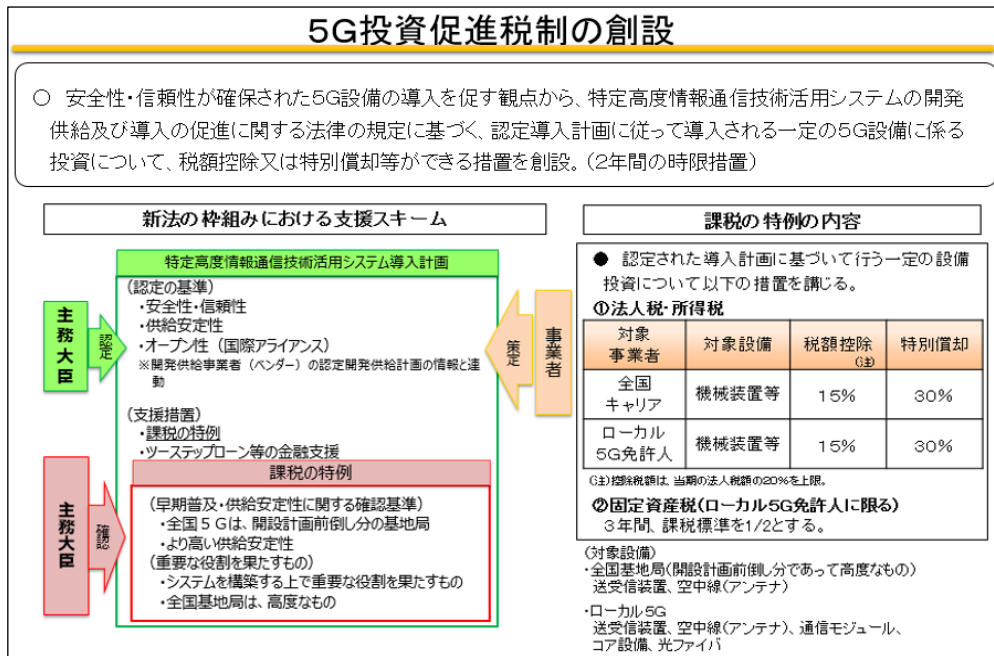 5G投資促進税制の創設
○ 安全性・信頼性が確保された5G設備の導入を促す観点から、特定高度情報通信技術活用システムの開発
供給及び導入の促進に関する法律の規定に基づく、認定導入計画に従って導入される一定の5G設備に係る
投資について、税額控除又は特別償却等ができる措置を創設。(2年間の時限措置)
新法の枠組みにおける支援スキーム
特定高度情報通信技術活用システム導入計画
(認定の基準)
・安全性・信頼性
・供給安定性
・オープン性(国際アライアンス)
※開発供給事業者(ベンダー)の認定開発供給計画の情報と連
動
主務大臣
認定
策定
事業者
(支援措置)
・課税の特例
・ツーステップローン等の金融支援
課税の特例
主務大臣
確認
(早期普及・供給安定性に関する確認基準)
・全国5Gは、開設計画前倒し分の基地局
・より高い供給安定性
(重要な役割を果たすもの)
・システムを構築する上で重要な役割を果たすもの
・全国基地局は、高度なもの
課税の特例の内容
● 認定された導入計画に基づいて行う一定の設備
投資について以下の措置を講じる。
①法人税・所得税
対象
事業者
対象設備
税額控除
(注)
特別償却
全国
キャリア
機械装置等
15%
30%
ローカル
5G免許人
機械装置等
15%
30%
(注)控除税額は、当期の法人税額の20%を上限。
②固定資産税(ローカル5G免許人に限る)
3年間、課税標準を1/2とする。
(対象設備)
・全国基地局(開設計画前倒し分であって高度なもの)
送受信装置、空中線(アンテナ)
・ローカル5G
送受信装置、空中線(アンテナ)、通信モジュール、
コア設備、光ファイバ